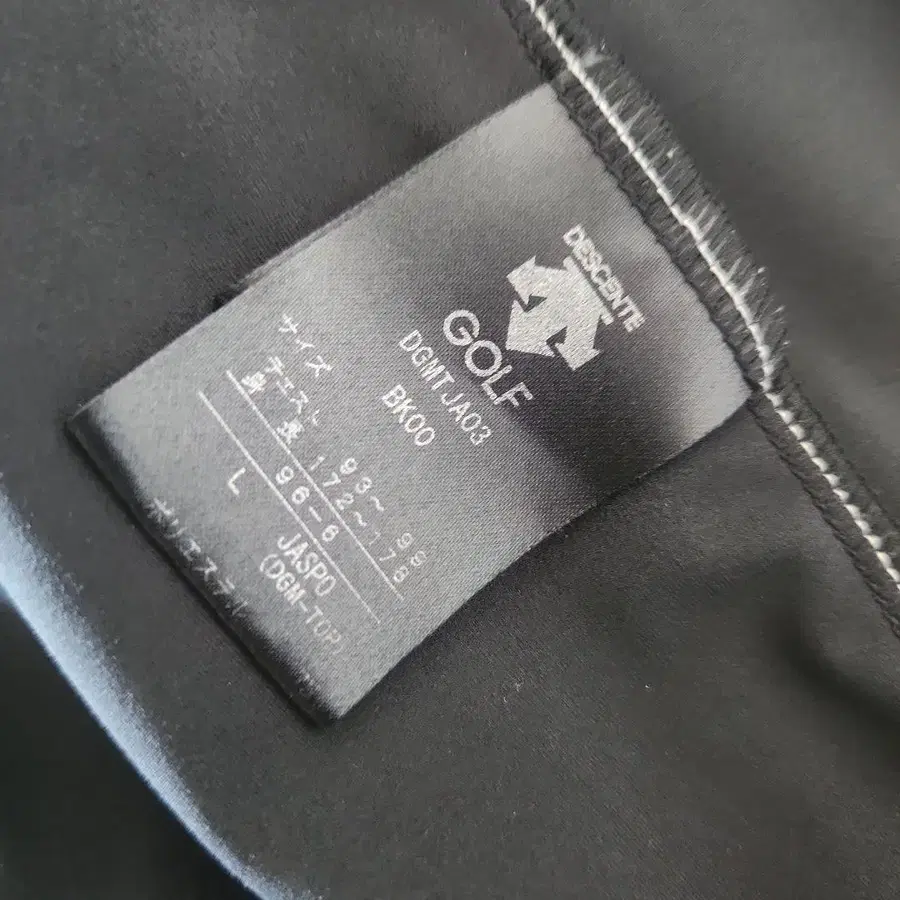 DESCENTE
GOLF
DGMTJA03
BK00
サイズ
チェスト 93~99
身 長 172~178
96-6
L JASPO
(DGM-TOP)
ポリエステル